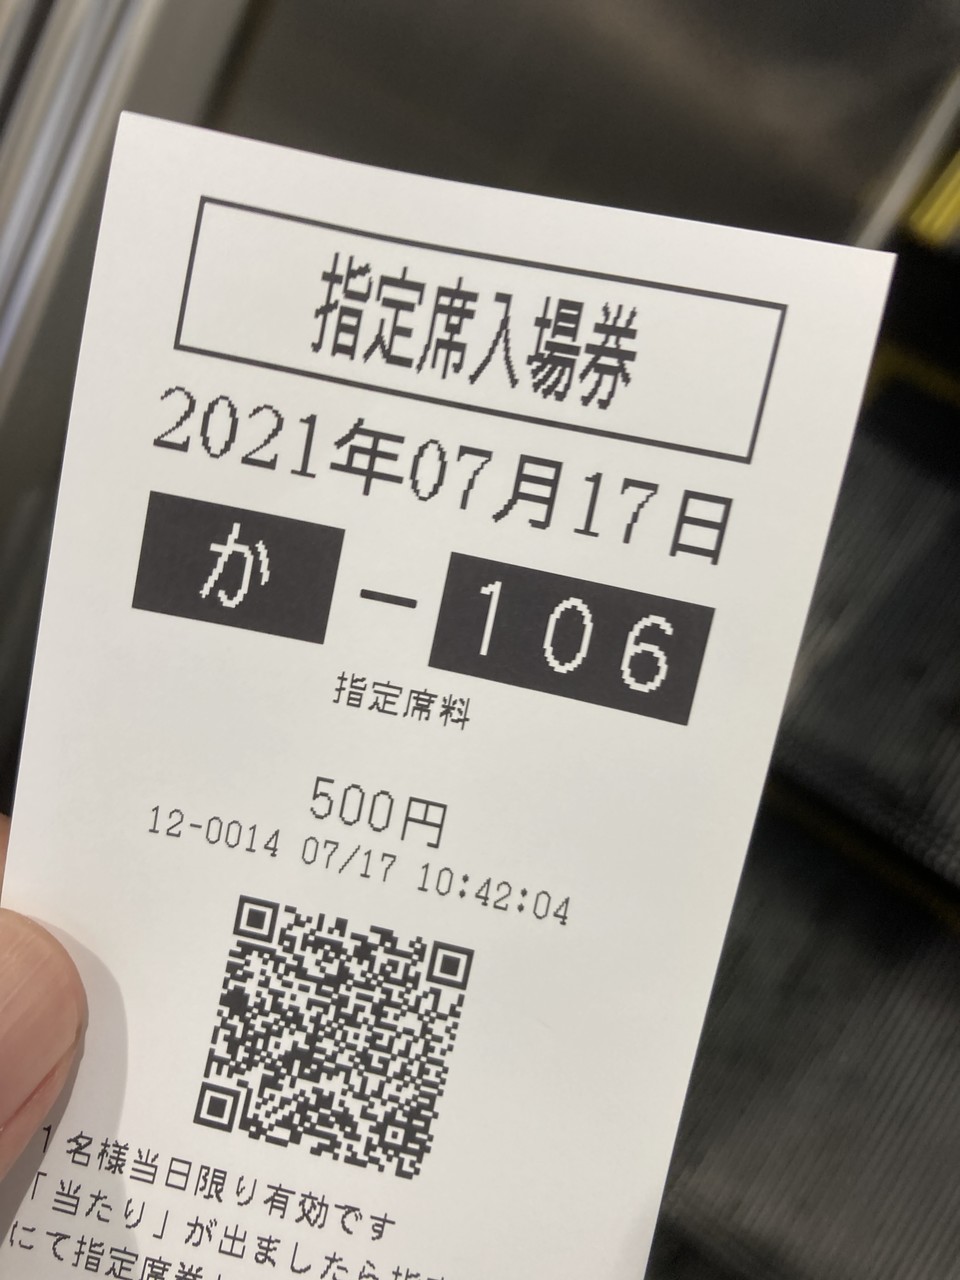 指定席入場券
2021年07月17日
か－106
指定席料
500円
12-0014 07/17 10:42:04
1名様当日限り有効です
「当たり」が出ましたら指定
にて指定席券